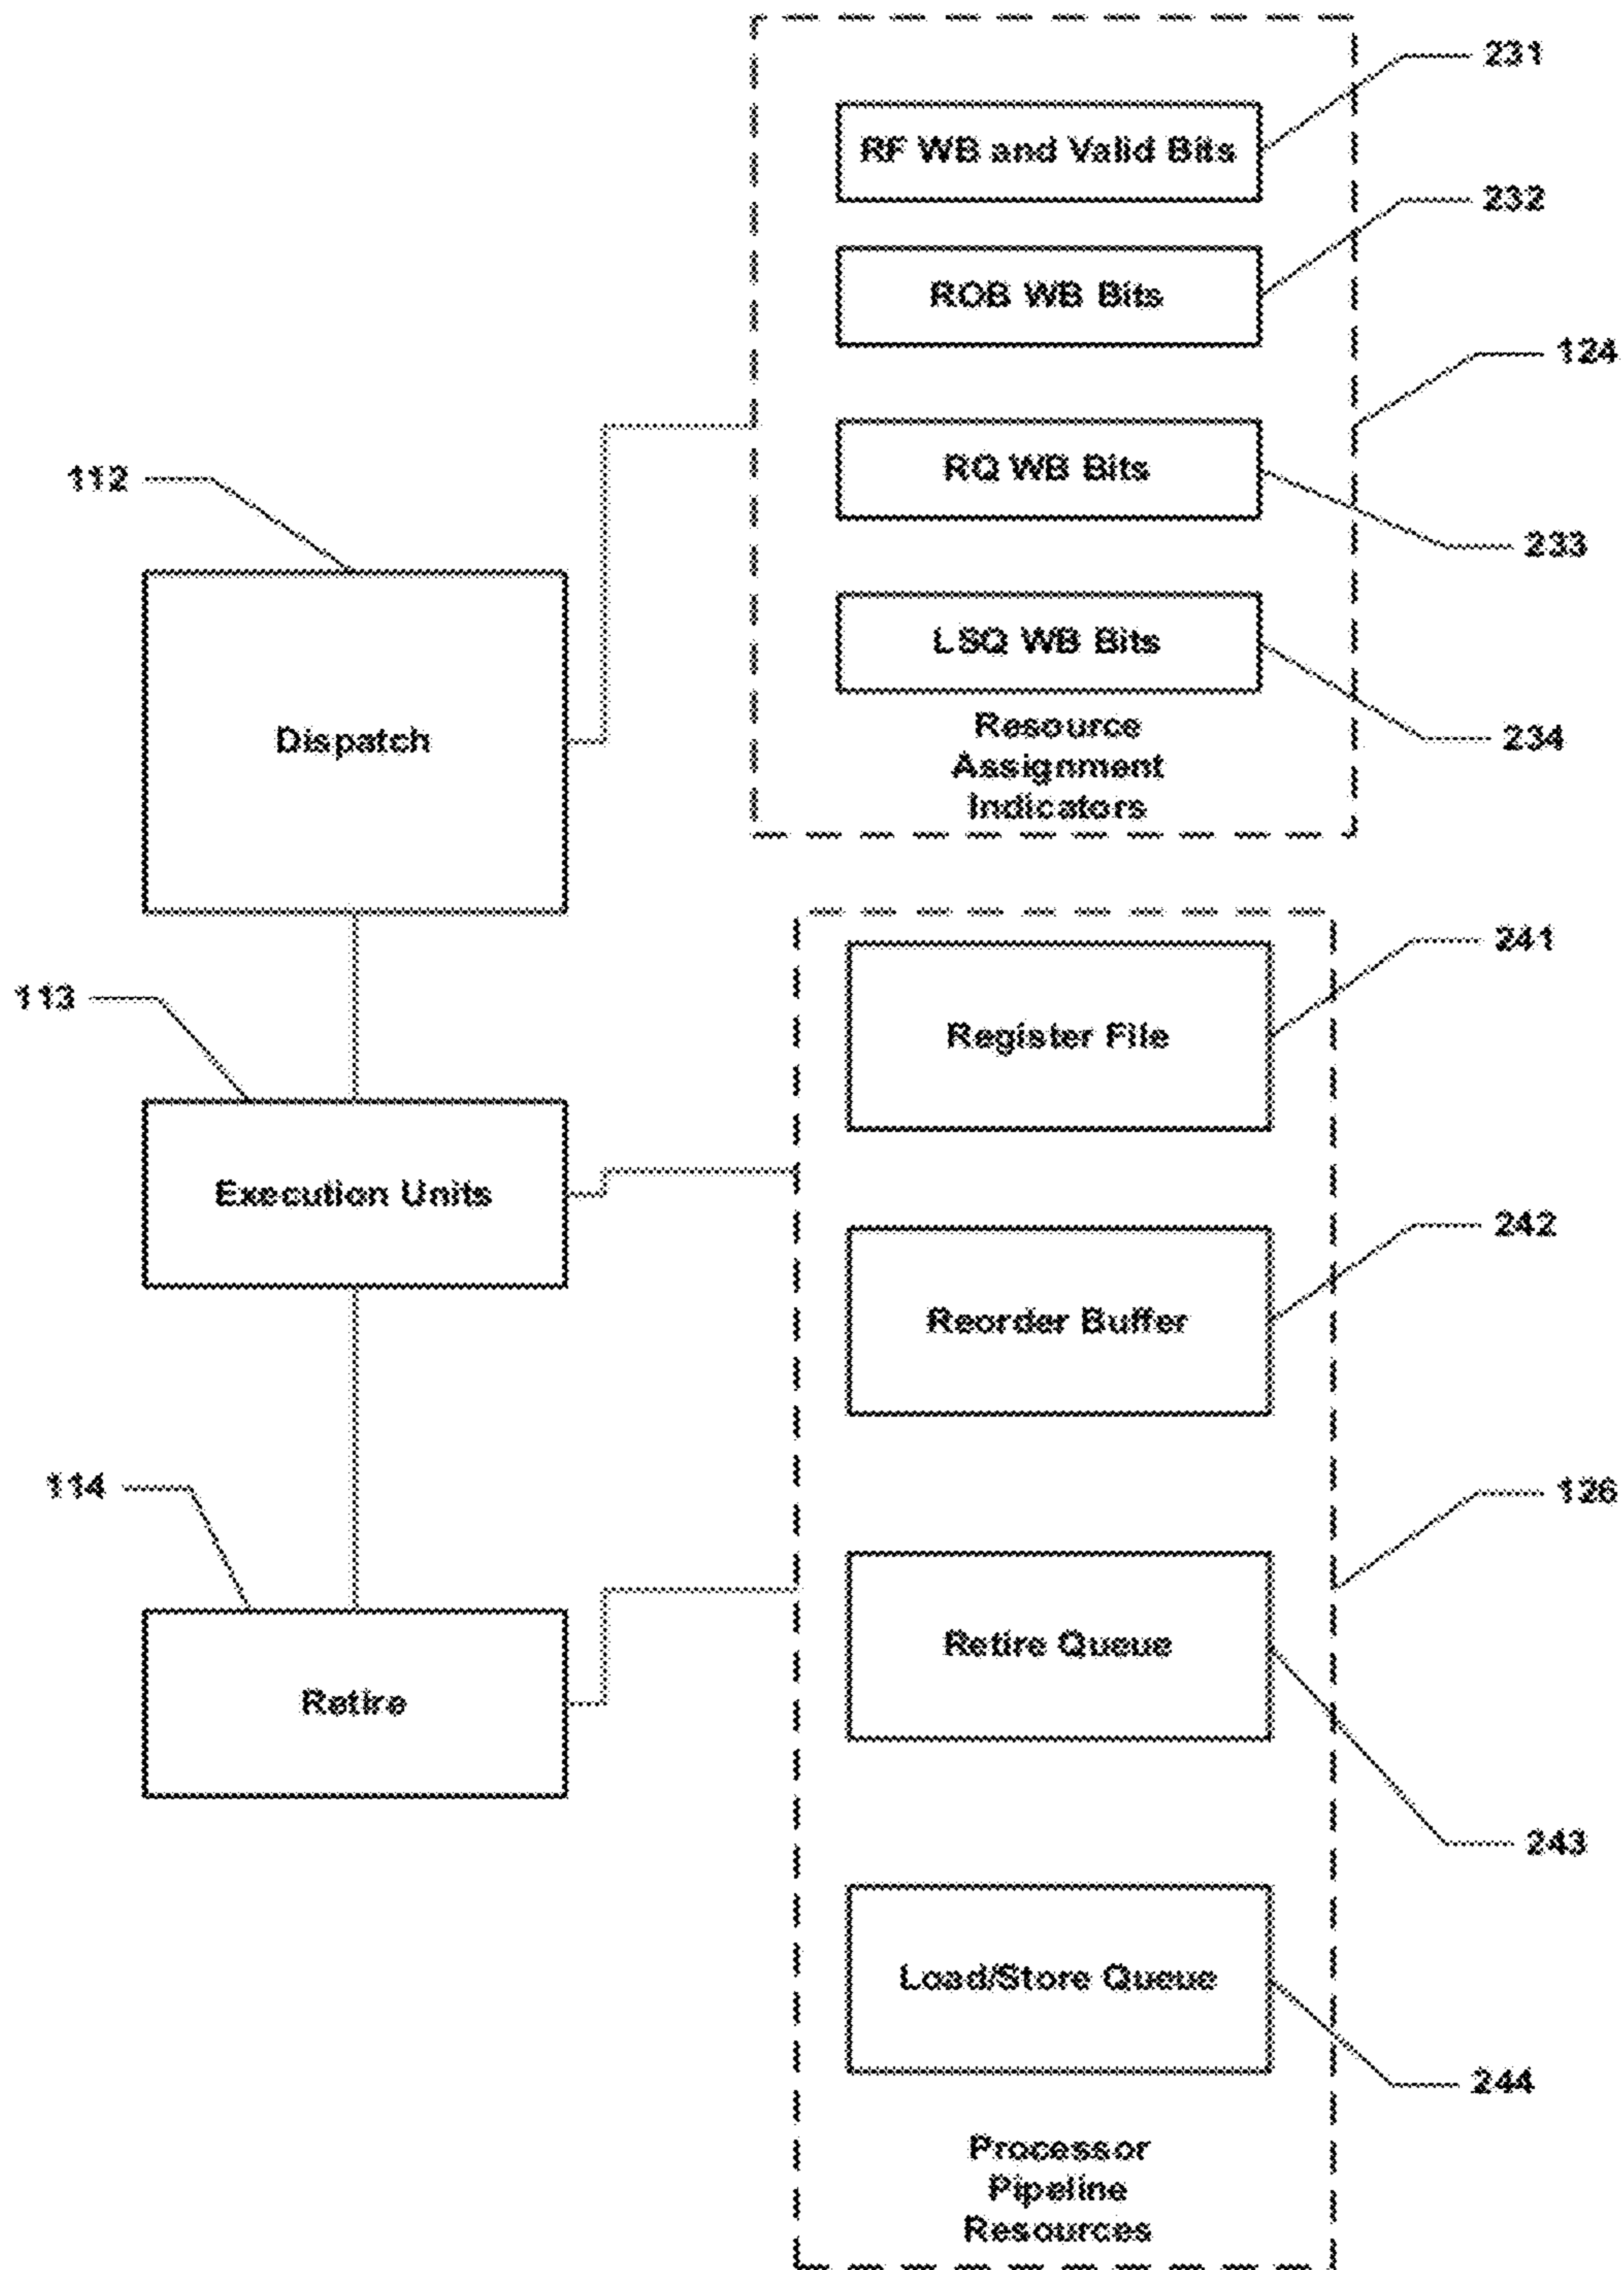 231
RF WB and Valid Bits
232
ROB WB Bits
124
RQ WB Bits
112
233
LSQ WB Bits
234
Resource
Assignment
Indicators
Dispatch
241
113
Register File
Execution Units
242
Reorder Buffer
114
126
Retire Queue
Retire
243
Load/Store Queue
244
Processor
Pipeline
Resources